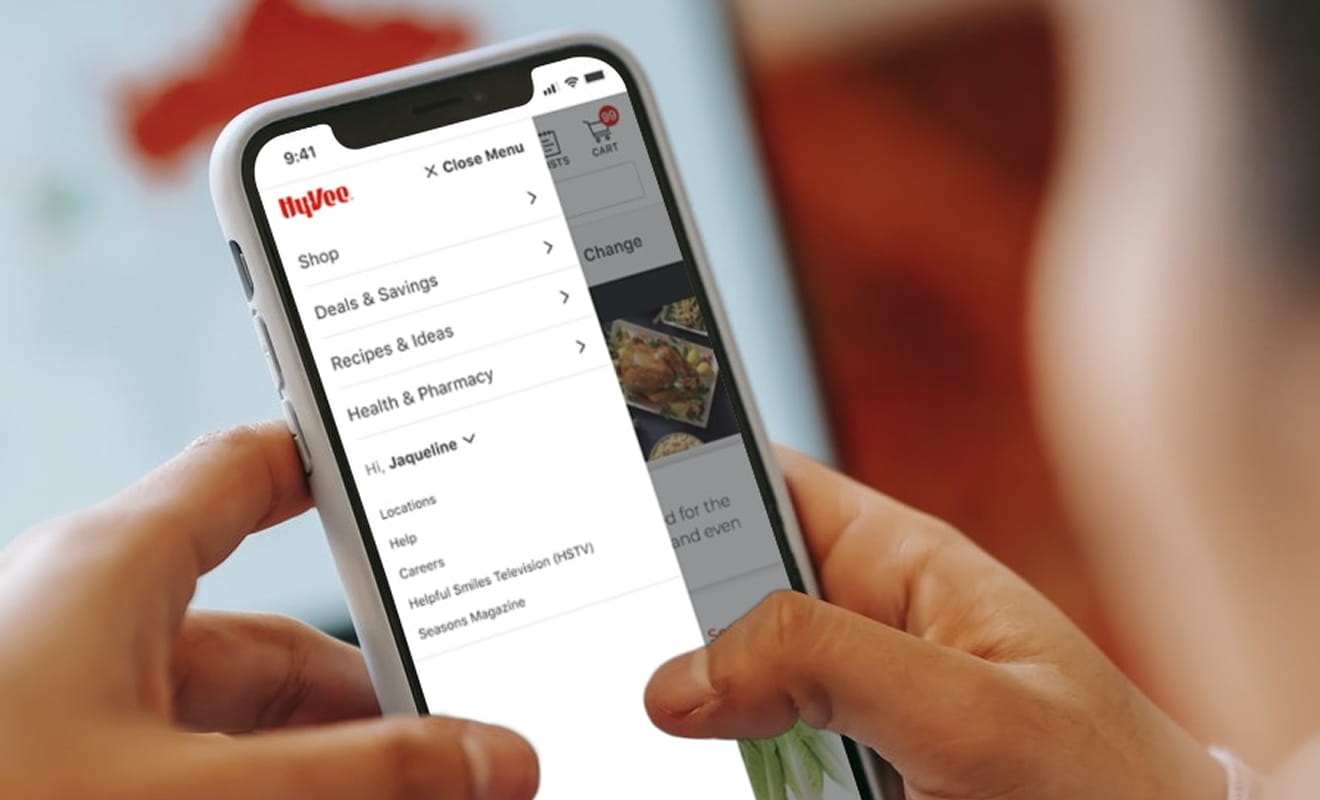 9:41
HyVee
Close Menu
99
CART
Shop
Deals & Savings
Change
Recipes & Ideas
Health & Pharmacy
Hi, Jaqueline
Locations
Help
Careers
Helpful Smiles Television (HSTV)
Seasons Magazine
for the
and even